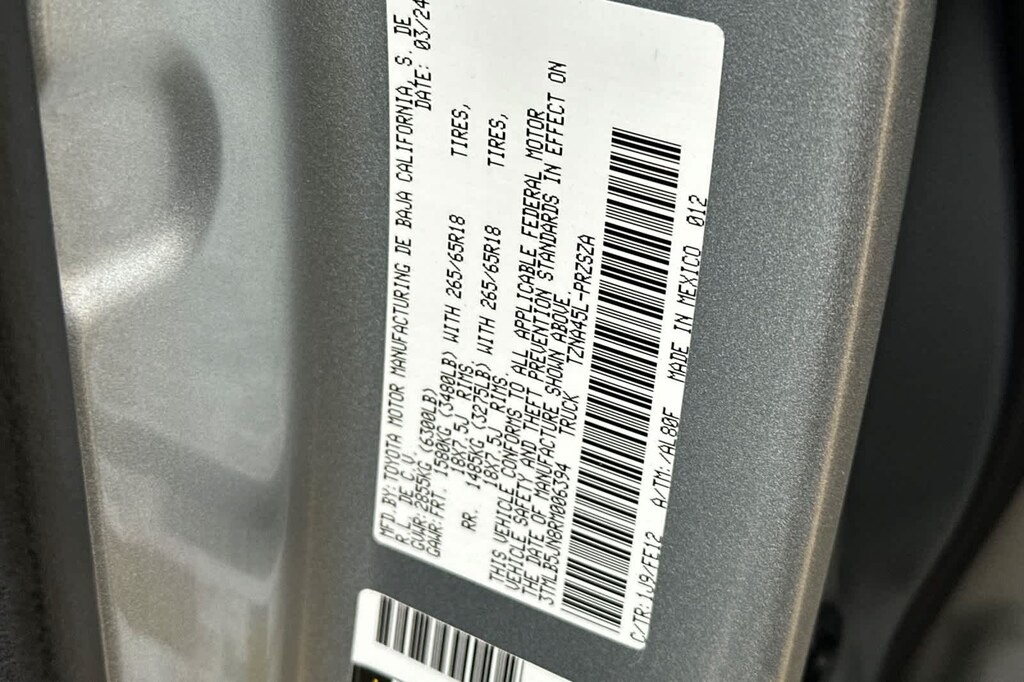 MFD BY: TOYOTA MOTOR MANUFACTURING DE BAJA CALIFORNIA, S. DE
R.L. DE C.V. DATE: 03/24
GVWR: 2855KG (6300LB)
GAWR: FRT. 1580KG (3480LB) WITH 265/65R18 TIRES,
18X7.5J RIMS.
RR. 1485KG (3275LB) WITH 265/65R18 TIRES,
18X7.5J RIMS.
THIS VEHICLE CONFORMS TO ALL APPLICABLE FEDERAL MOTOR
VEHICLE SAFETY AND THEFT PREVENTION STANDARDS IN EFFECT ON
THE DATE OF MANUFACTURE SHOWN ABOVE.
3TMLB5JN8RM006394 TRUCK TZNA45L-PRZSZA
C/TR: 1J9/FE12 A/TM: /AL80F MADE IN MEXICO 012